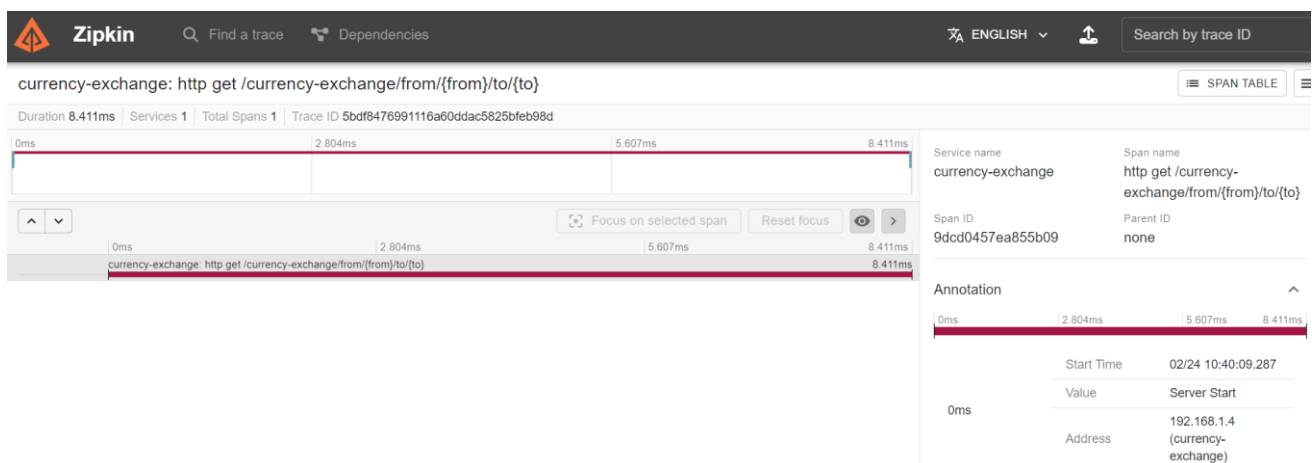 Zipkin
Find a trace
Dependencies
ENGLISH
Search by trace ID
currency-exchange: http get /currency-exchange/from/{from}/to/{to}
SPAN TABLE
Duration 8.411ms Services 1 Total Spans 1 Trace ID 5bdf8476991116a60ddac5825bfeb98d
0ms 2.804ms 5.607ms 8.411ms
Focus on selected span
Reset focus
0ms 2.804ms 5.607ms 8.411ms
currency-exchange: http get /currency-exchange/from/{from}/to/{to} 8.411ms
Service name
currency-exchange
Span name
http get /currency-
exchange/from/{from}/to/{to}
Span ID
9dcd0457ea855b09
Parent ID
none
Annotation
0ms 2.804ms 5.607ms 8.411ms
0ms
Start Time 02/24 10:40:09.287
Value Server Start
Address 192.168.1.4
(currency-
exchange)